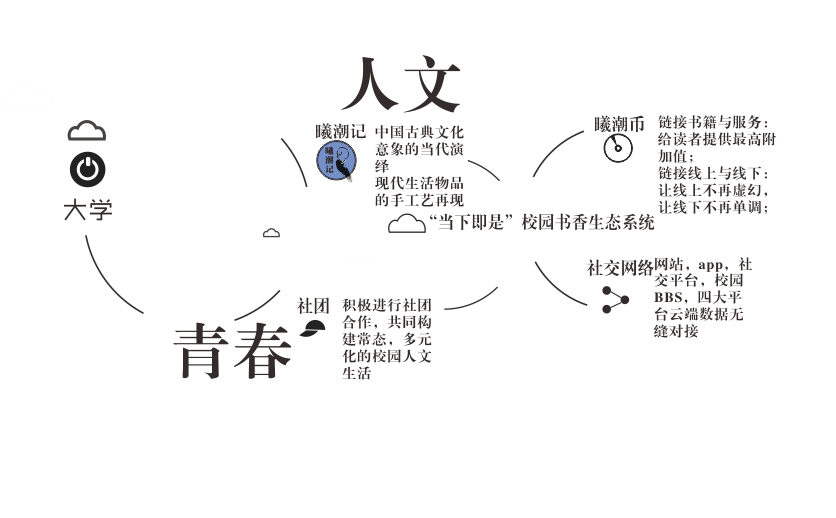 人文
曦潮记
中国古典文化
意象的当代演
绎
现代生活物品
的手工艺再现
曦潮记
曦潮币
链接书籍与服务：
给读者提供最高附
加值；
链接线上与线下：
让线上不再虚幻，
让线下不再单调；
大学
“当下即是”校园书香生态系统
社交网络
网站，app，社
交平台，校园
BBS，四大平
台云端数据无
缝对接
青春
社团
积极进行社团
合作，共同构
建常态，多元
化的校园人文
生活